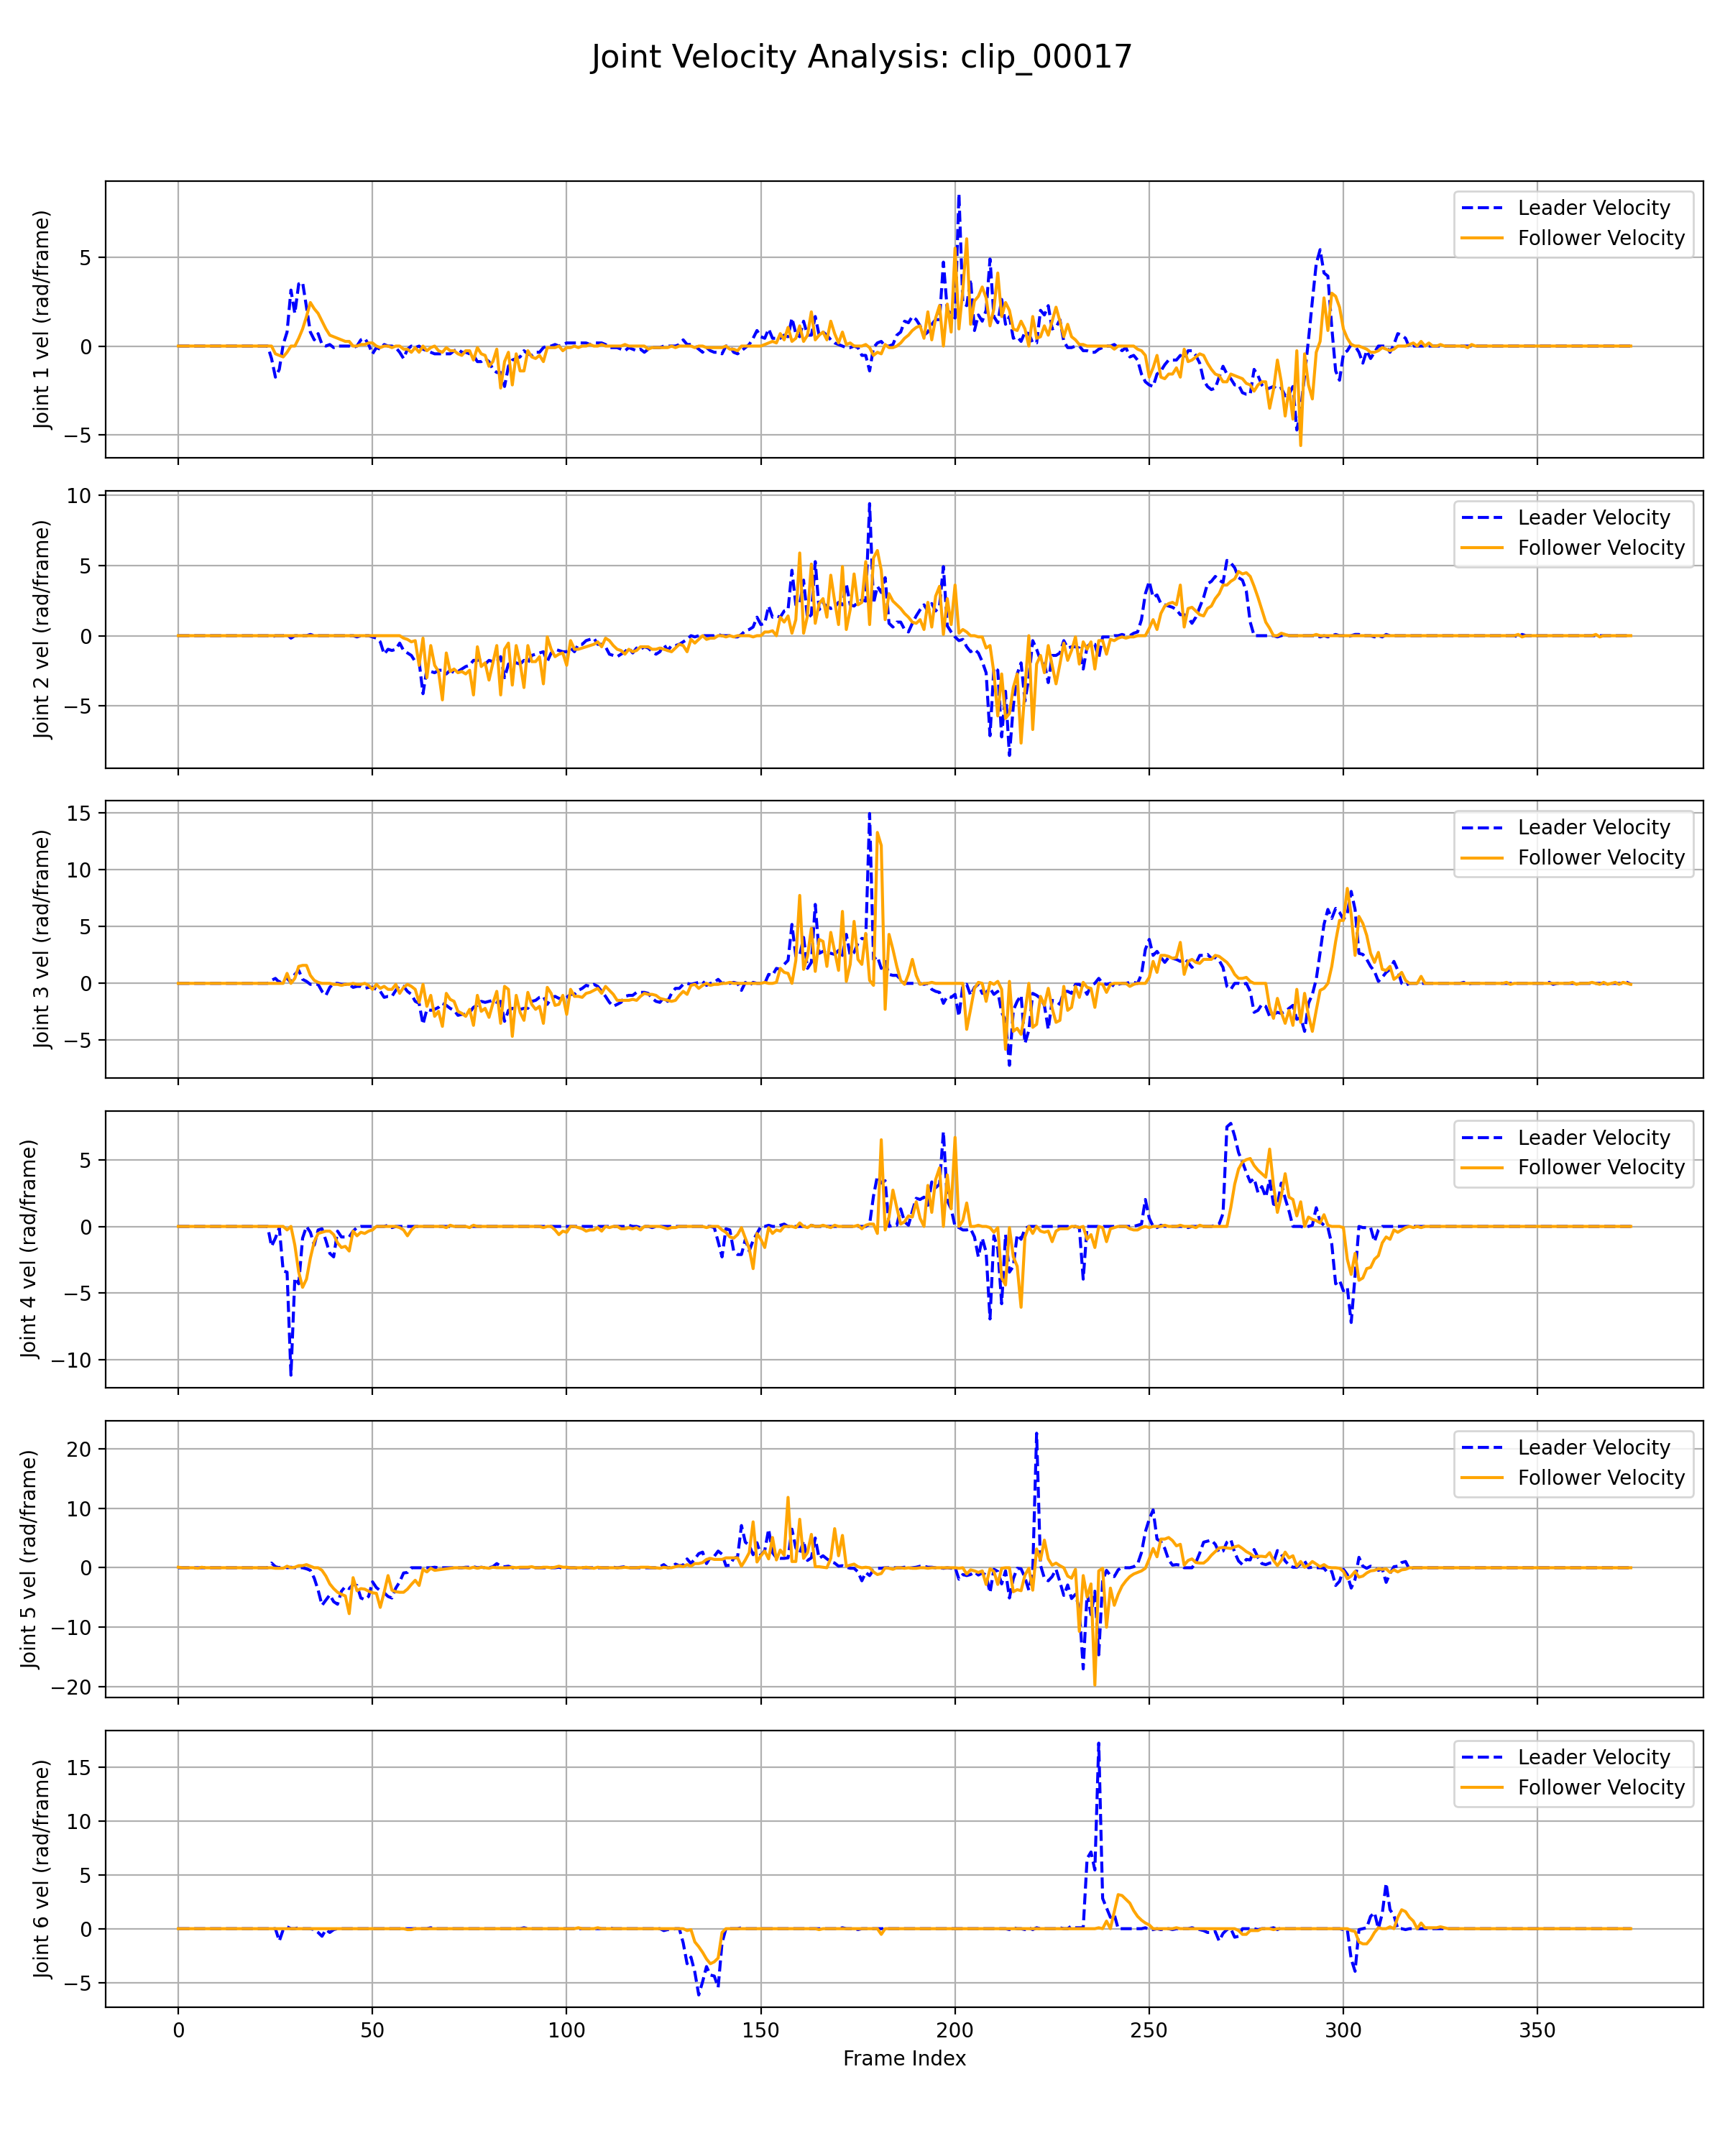 Joint Velocity Analysis: clip_00017
Joint 1 vel (rad/frame)
5
0
−5
Leader Velocity
Follower Velocity
Joint 2 vel (rad/frame)
10
5
0
−5
Leader Velocity
Follower Velocity
Joint 3 vel (rad/frame)
15
10
5
0
−5
Leader Velocity
Follower Velocity
Joint 4 vel (rad/frame)
5
0
−5
−10
Leader Velocity
Follower Velocity
Joint 5 vel (rad/frame)
20
10
0
−10
−20
Leader Velocity
Follower Velocity
Joint 6 vel (rad/frame)
15
10
5
0
−5
Leader Velocity
Follower Velocity
0 50 100 150 200 250 300 350
Frame Index